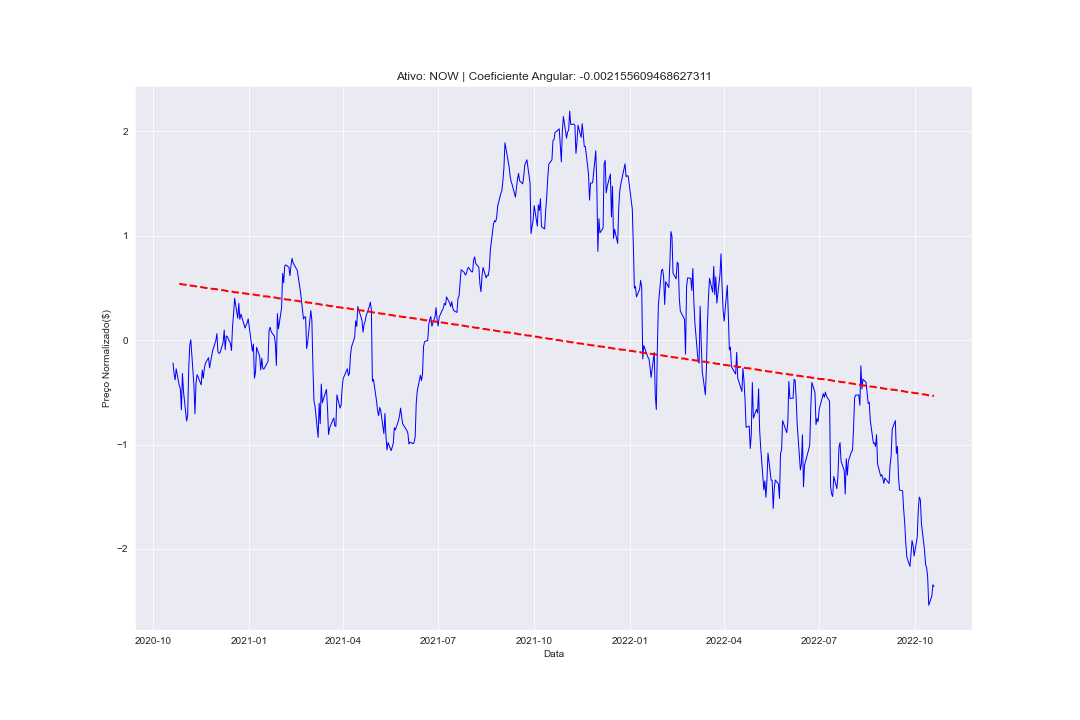 Ativo: NOW | Coeficiente Angular: -0.002155609468627311
Preço Normalizado($)
2
1
0
−1
−2
2020-10 2021-01 2021-04 2021-07 2021-10 2022-01 2022-04 2022-07 2022-10
Data